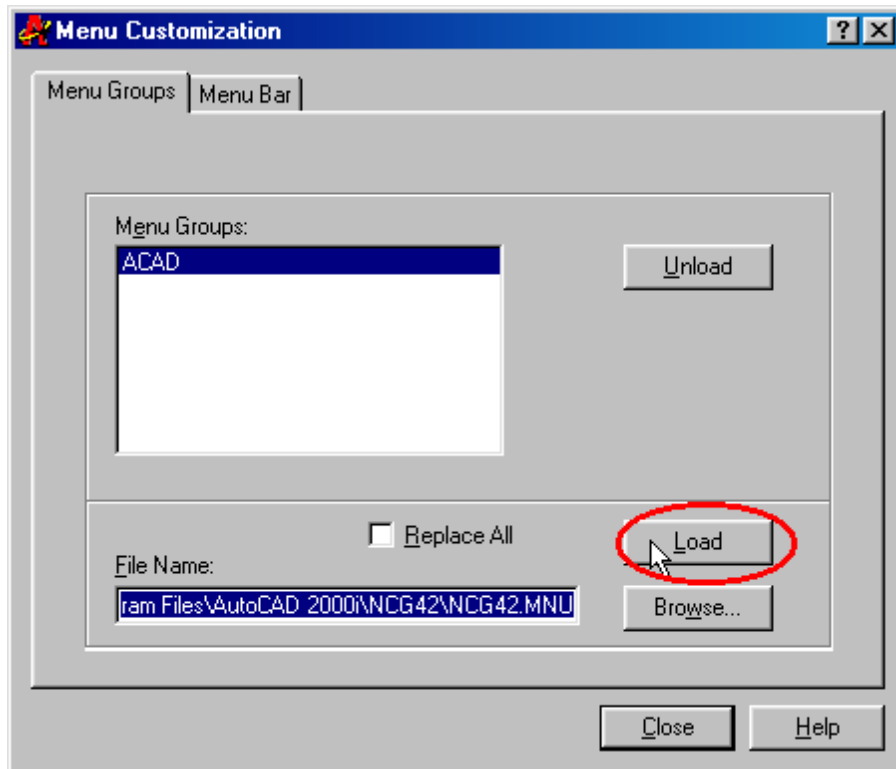 Menu Customization
Menu Groups Menu Bar
Menu Groups:
ACAD
Unload
Replace All
Load
File Name:
ram Files\AutoCAD 2000i\NCG42\NCG42.MNU
Browse...
Close Help